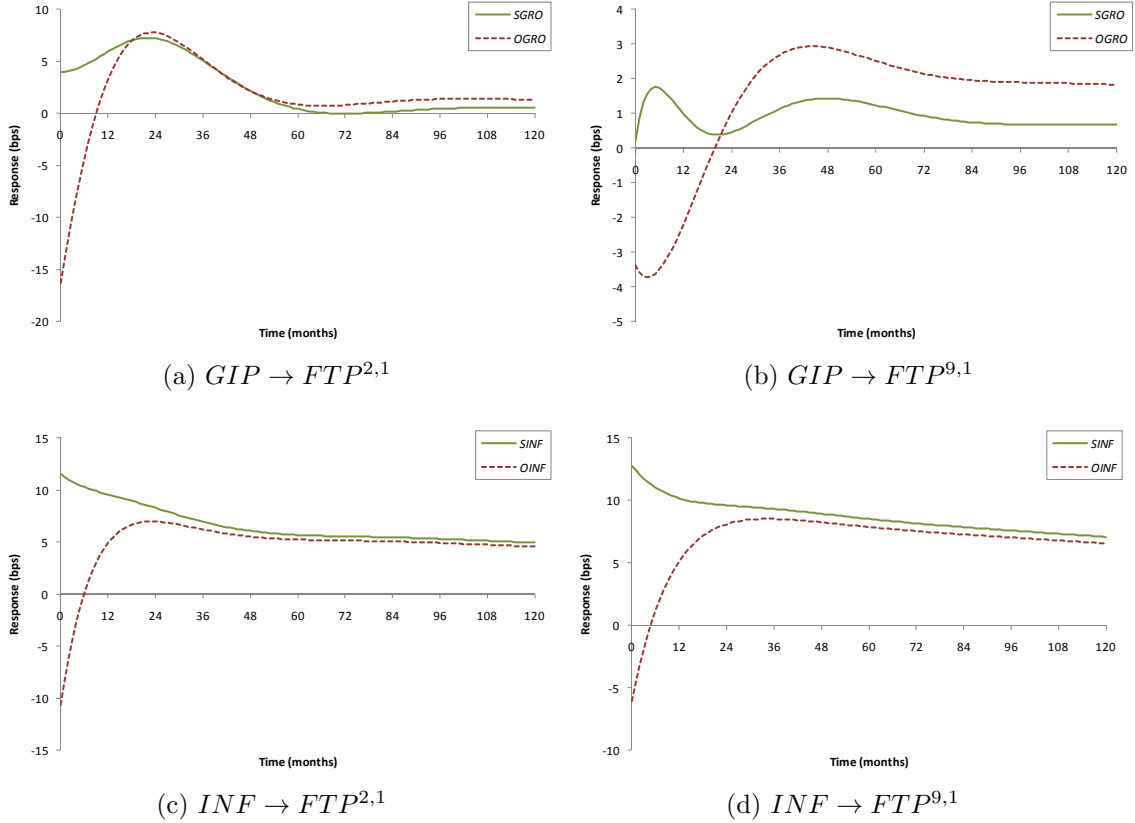 10
5
0
-5
-10
-15
-20
0 12 24 36 48 60 72 84 96 108 120
Response (bps)
Time (months)
SGRO
OGRO
(a) GIP → FTP^{2,1}
4
3
2
1
0
-1
-2
-3
-4
-5
0 12 24 36 48 60 72 84 96 108 120
Response (bps)
Time (months)
SGRO
OGRO
(b) GIP → FTP^{9,1}
15
10
5
0
-5
-10
-15
0 12 24 36 48 60 72 84 96 108 120
Response (bps)
Time (months)
SINF
OINF
(c) INF → FTP^{2,1}
15
10
5
0
-5
-10
0 12 24 36 48 60 72 84 96 108 120
Response (bps)
Time (months)
SINF
OINF
(d) INF → FTP^{9,1}